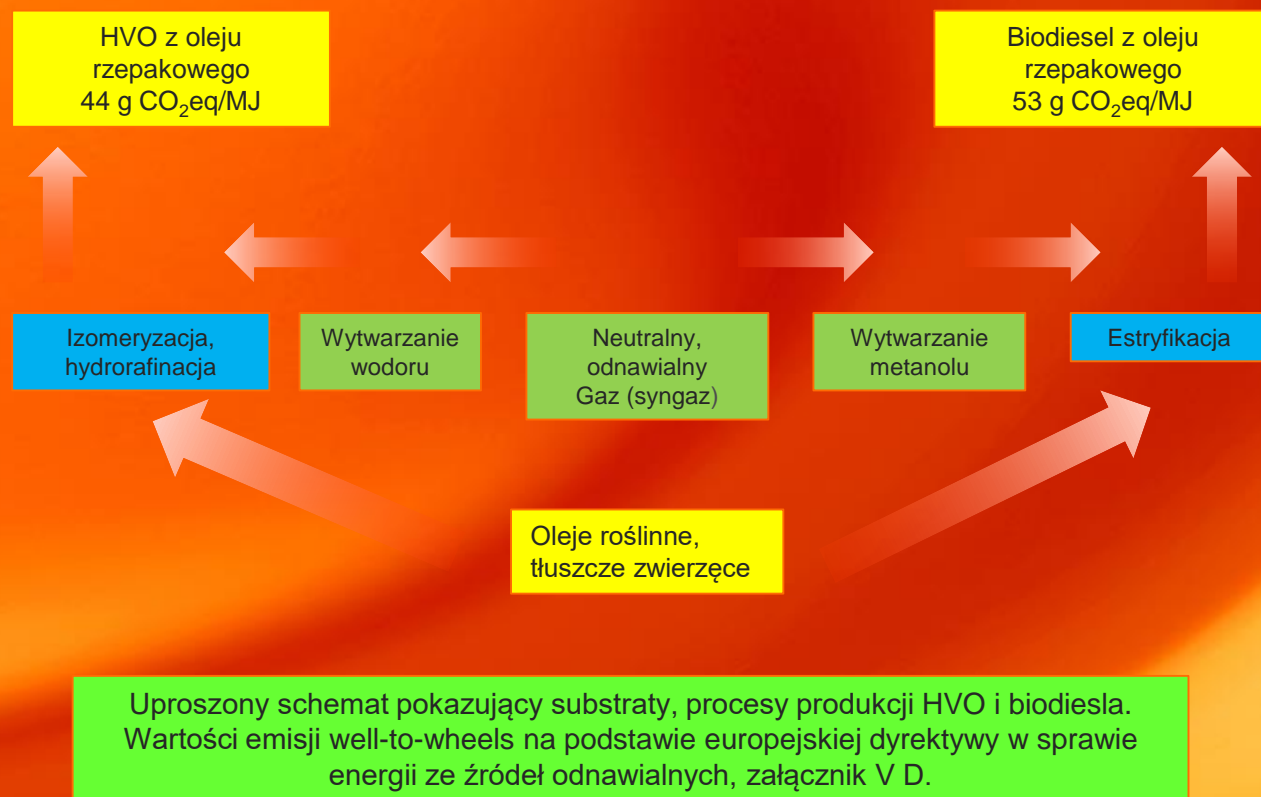 HVO z oleju
rzepakowego
44 g CO₂eq/MJ
Biodiesel z oleju
rzepakowego
53 g CO₂eq/MJ
Izomeryzacja,
hydrorafinacja
Wytwarzanie
wodoru
Neutralny,
odnawialny
Gaz (syngaz)
Wytwarzanie
metanolu
Estryfikacja
Oleje roślinne,
tłuszcze zwierzęce
Uproszony schemat pokazujący substraty, procesy produkcji HVO i biodiesla.
Wartości emisji well-to-wheels na podstawie europejskiej dyrektywy w sprawie
energii ze źródeł odnawialnych, załącznik V D.